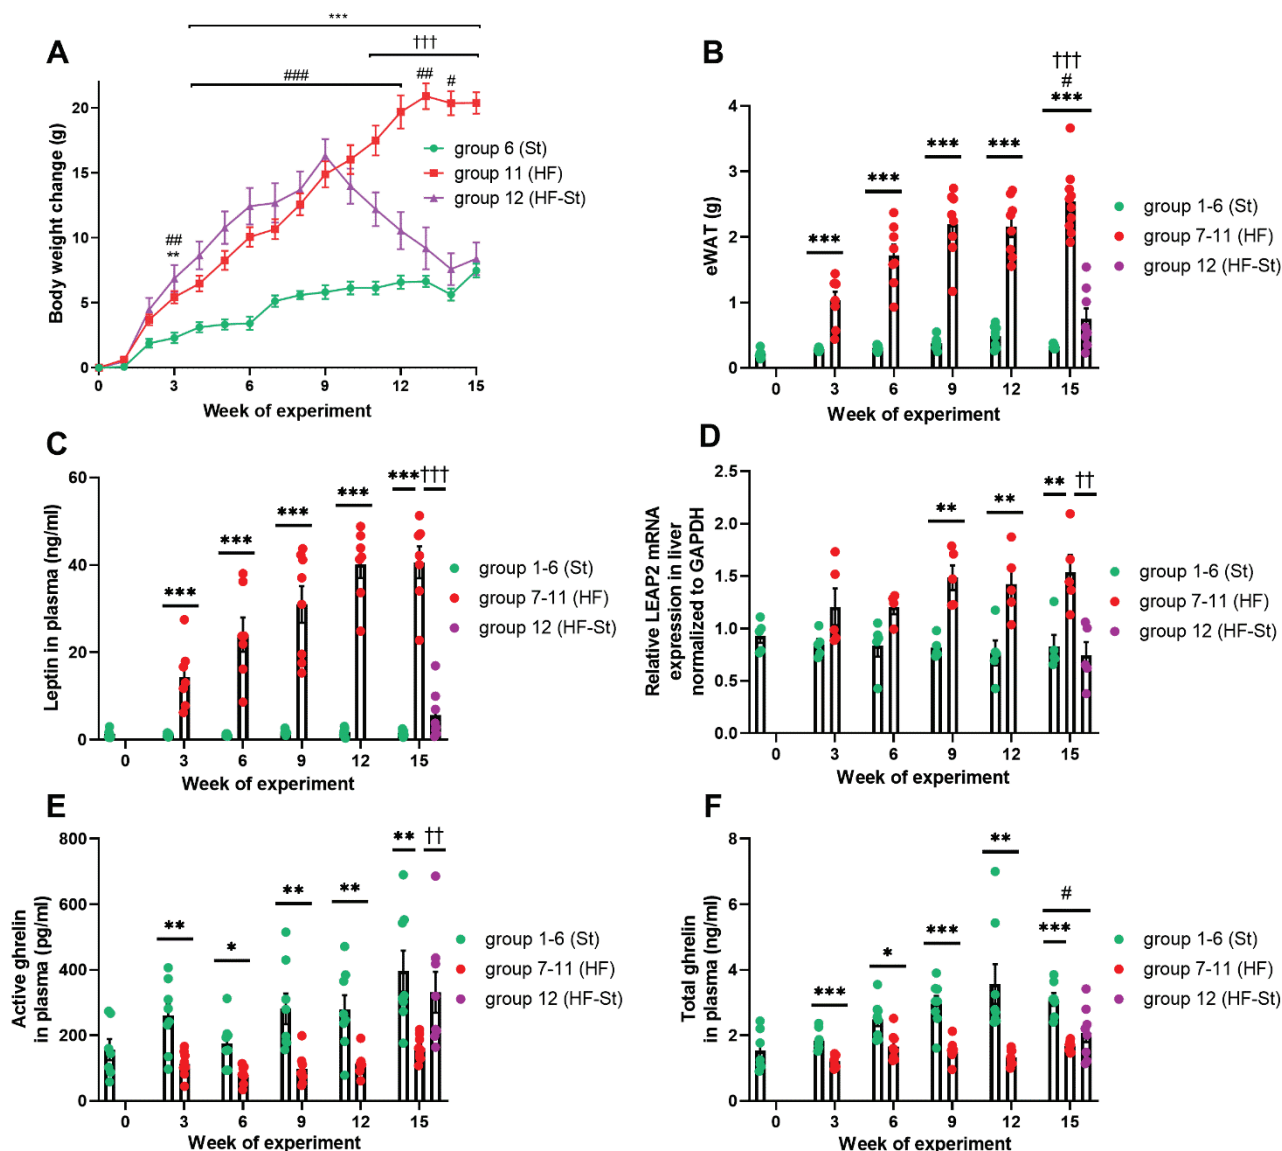 A
***
†††
###
##
#
##
**
Body weight change (g)
20
15
10
5
0
0
3
6
9
12
15
Week of experiment
group 6 (St)
group 11 (HF)
group 12 (HF-St)
B
†††
#
***
***
***
***
***
eWAT (g)
4
3
2
1
0
0
3
6
9
12
15
Week of experiment
group 1-6 (St)
group 7-11 (HF)
group 12 (HF-St)
C
***
***
***
***
***
†††
Leptin in plasma (ng/ml)
60
40
20
0
0
3
6
9
12
15
Week of experiment
group 1-6 (St)
group 7-11 (HF)
group 12 (HF-St)
D
**
**
**
††
Relative LEAP2 mRNA
expression in liver
normalized to GAPDH
2.5
2.0
1.5
1.0
0.5
0.0
0
3
6
9
12
15
Week of experiment
group 1-6 (St)
group 7-11 (HF)
group 12 (HF-St)
E
**
*
**
**
**
††
Active ghrelin
in plasma (pg/ml)
800
600
400
200
0
0
3
6
9
12
15
Week of experiment
group 1-6 (St)
group 7-11 (HF)
group 12 (HF-St)
F
***
*
***
**
#
***
Total ghrelin
in plasma (ng/ml)
8
6
4
2
0
0
3
6
9
12
15
Week of experiment
group 1-6 (St)
group 7-11 (HF)
group 12 (HF-St)